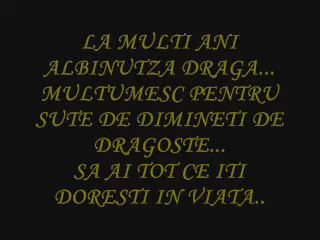 LA MULTI ANI
ALBINUTZA DRAGA...
MULTUMESC PENTRU
SUTE DE DIMINETI DE
DRAGOSTE...
SA AI TOT CE ITI
DORESTI IN VIATA..